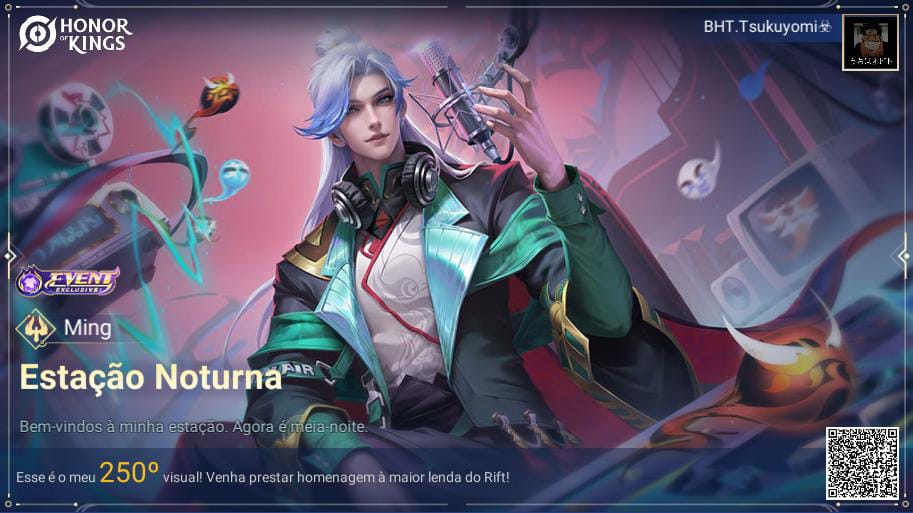 HONOR
OF
KINGS
BHT.Tsukuyomi☣
EVENT
EXCLUSIVE
Ming
Estação Noturna
AIR
Bem-vindos à minha estação. Agora é meia-noite.
Esse é o meu 250º visual! Venha prestar homenagem à maior lenda do Rift!